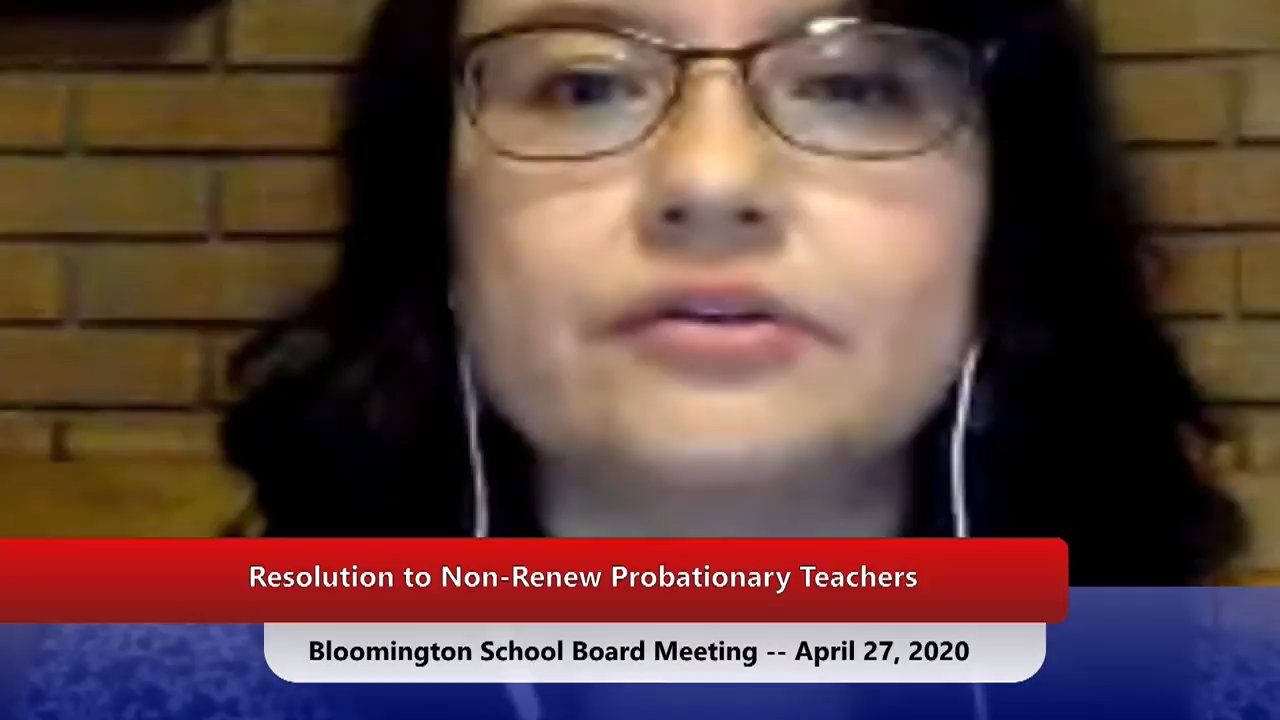 Resolution to Non-Renew Probationary Teachers
Bloomington School Board Meeting -- April 27, 2020